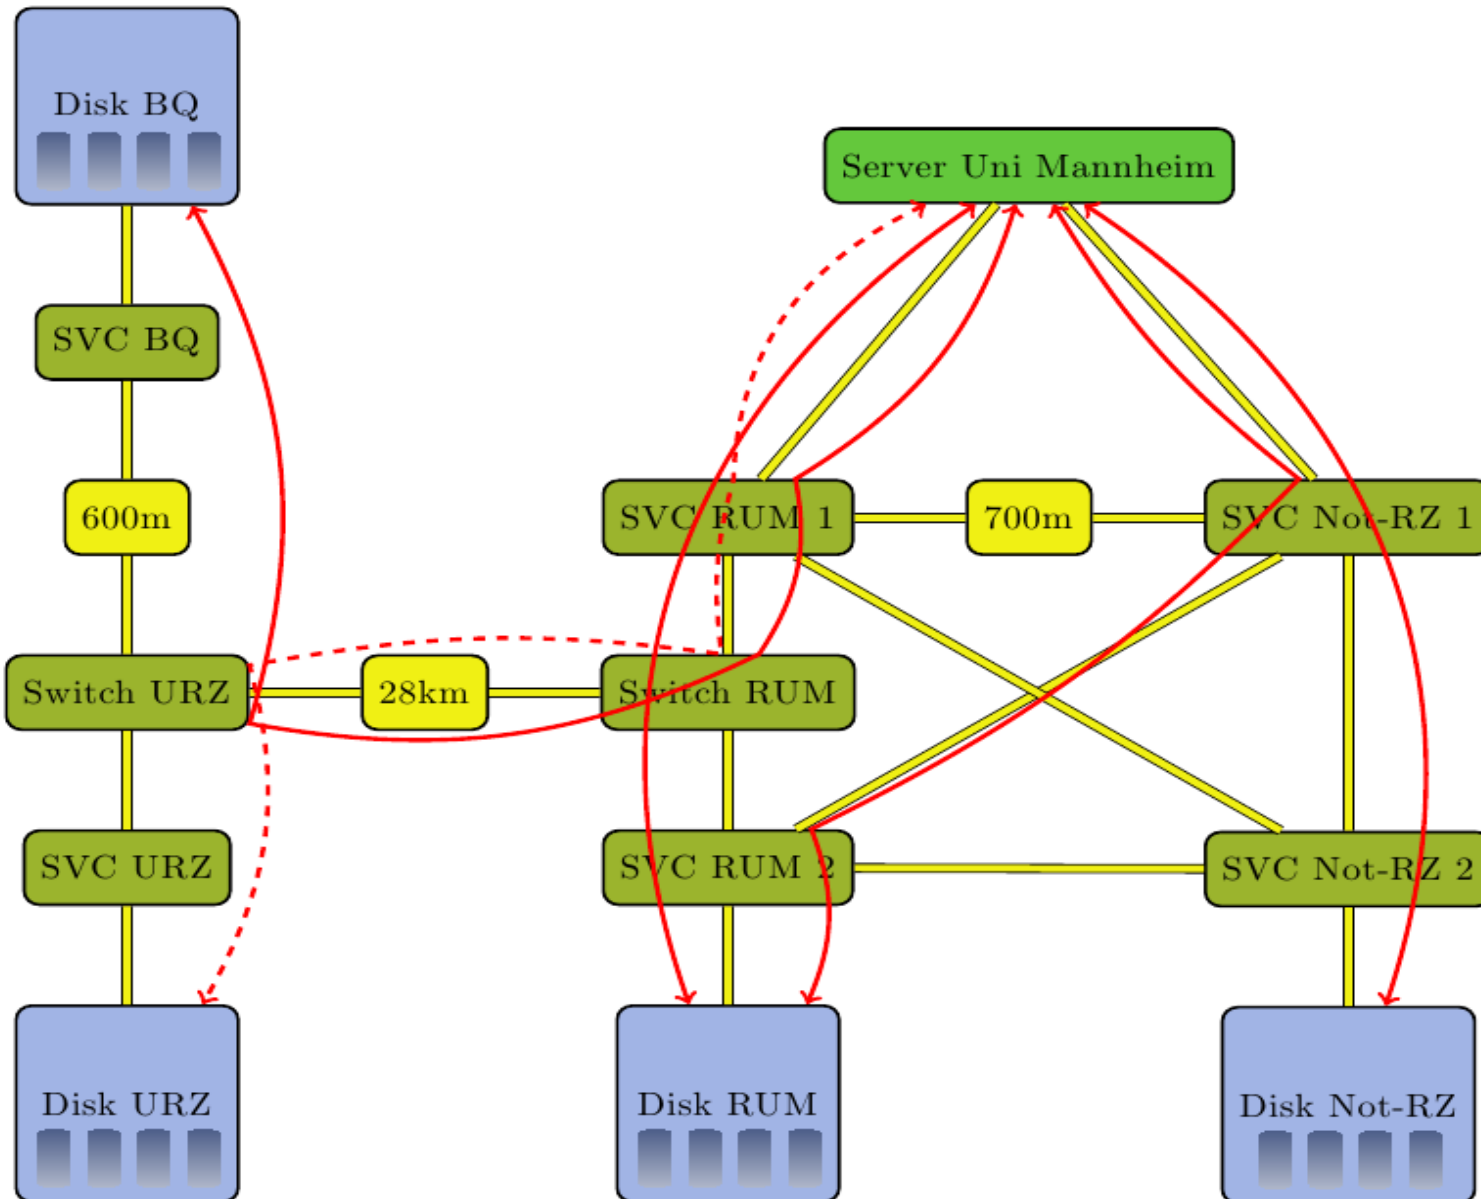 Disk BQ
Server Uni Mannheim
SVC BQ
600m
SVC RUM 1
700m
SVC Not-RZ 1
Switch URZ
28km
Switch RUM
SVC URZ
SVC RUM 2
SVC Not-RZ 2
Disk URZ
Disk RUM
Disk Not-RZ